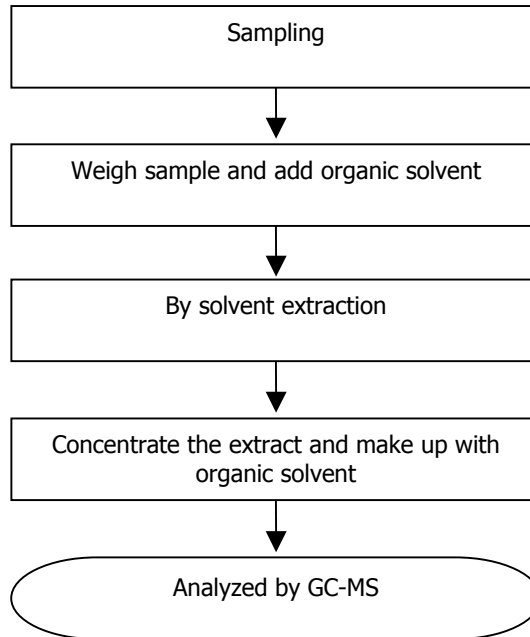 Sampling
Weigh sample and add organic solvent
By solvent extraction
Concentrate the extract and make up with
organic solvent
Analyzed by GC-MS